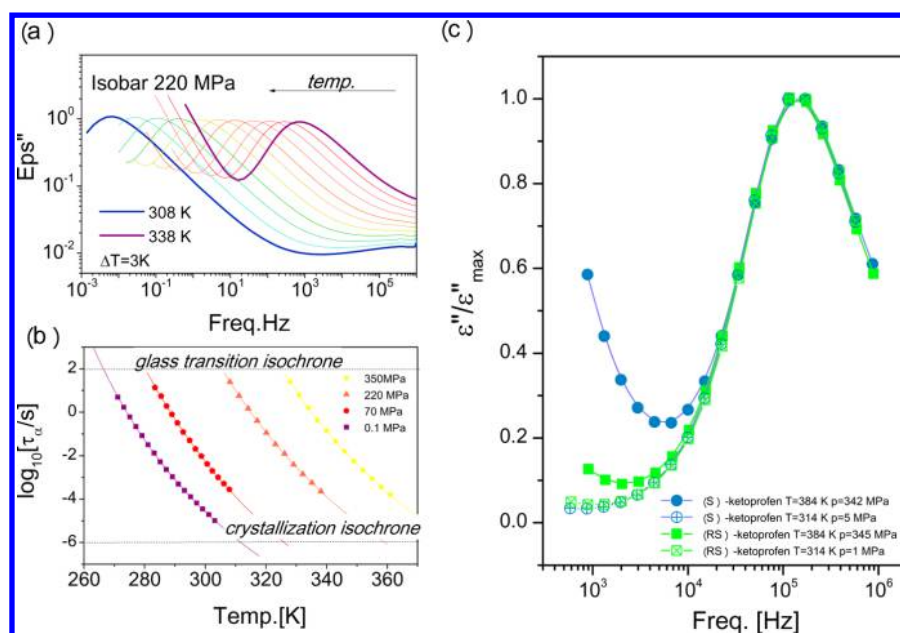 (a)
Isobar 220 MPa
temp.
Eps"
10^0
10^-1
10^-2
308 K
338 K
ΔT=3K
10^-3 10^-1 10^1 10^3 10^5
Freq.Hz
(b)
glass transition isochrone
350MPa
220 MPa
70 MPa
0.1 MPa
log10[τα/s]
2
0
-2
-4
-6
crystallization isochrone
260 280 300 320 340 360
Temp.[K]
(c)
ε"/ε"max
1.0
0.8
0.6
0.4
0.2
0.0
(S) -ketoprofen T=384 K p=342 MPa
(S) -ketoprofen T=314 K p=5 MPa
(RS) -ketoprofen T=384 K p=345 MPa
(RS) -ketoprofen T=314 K p=1 MPa
10^3 10^4 10^5 10^6
Freq. [Hz]